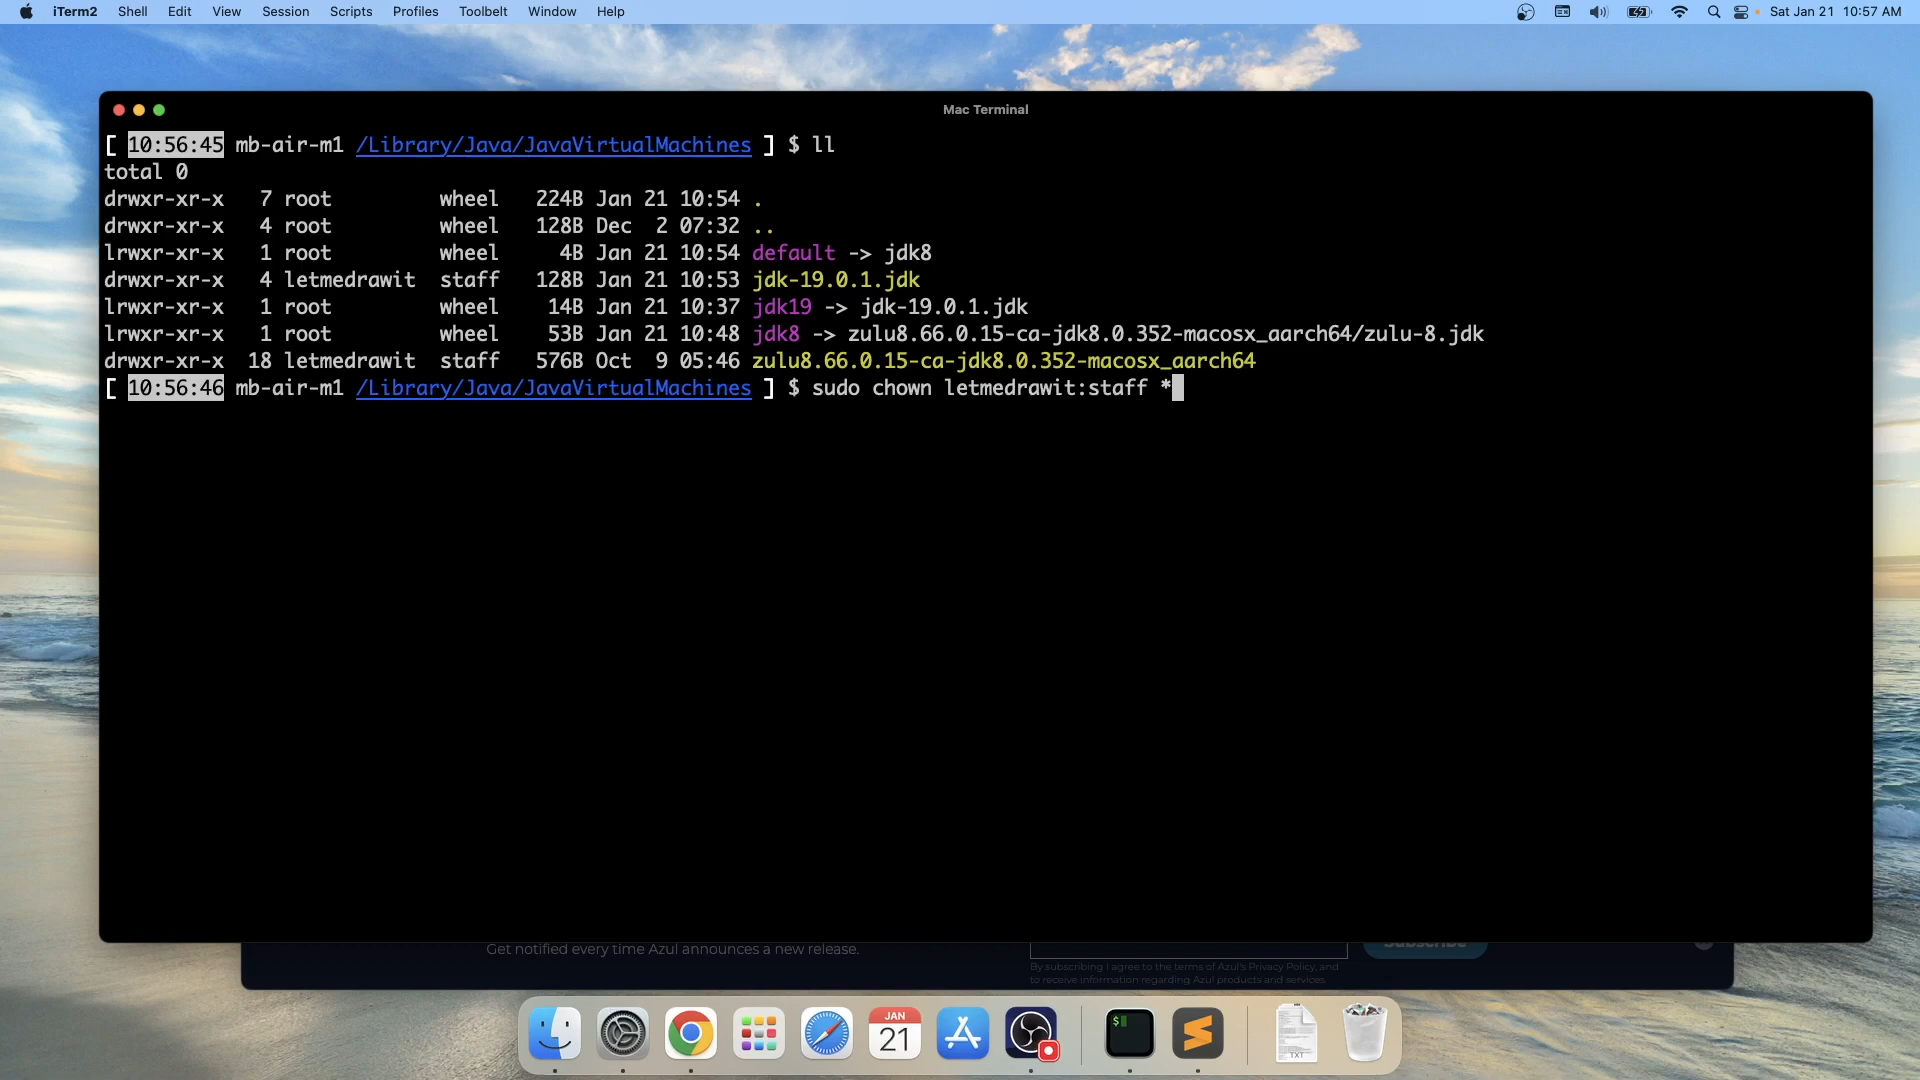 iTerm2 Shell Edit View Session Scripts Profiles Toolbelt Window Help Sat Jan 21 10:57 AM
Mac Terminal
[ 10:56:45 mb-air-m1 /Library/Java/JavaVirtualMachines ] $ ll
total 0
drwxr-xr-x 7 root wheel 224B Jan 21 10:54 .
drwxr-xr-x 4 root wheel 128B Dec 2 07:32 ..
lrwxr-xr-x 1 root wheel 4B Jan 21 10:54 default -> jdk8
drwxr-xr-x 4 letmedrawit staff 128B Jan 21 10:53 jdk-19.0.1.jdk
lrwxr-xr-x 1 root wheel 14B Jan 21 10:37 jdk19 -> jdk-19.0.1.jdk
lrwxr-xr-x 1 root wheel 53B Jan 21 10:48 jdk8 -> zulu8.66.0.15-ca-jdk8.0.352-macosx_aarch64/zulu-8.jdk
drwxr-xr-x 18 letmedrawit staff 576B Oct 9 05:46 zulu8.66.0.15-ca-jdk8.0.352-macosx_aarch64
[ 10:56:46 mb-air-m1 /Library/Java/JavaVirtualMachines ] $ sudo chown letmedrawit:staff *
Get notified every time Azul announces a new release.
Subscribe
By subscribing I agree to the terms of Azul's Privacy Policy, and
to receive information regarding Azul products and services.
JAN
21
$
TXT